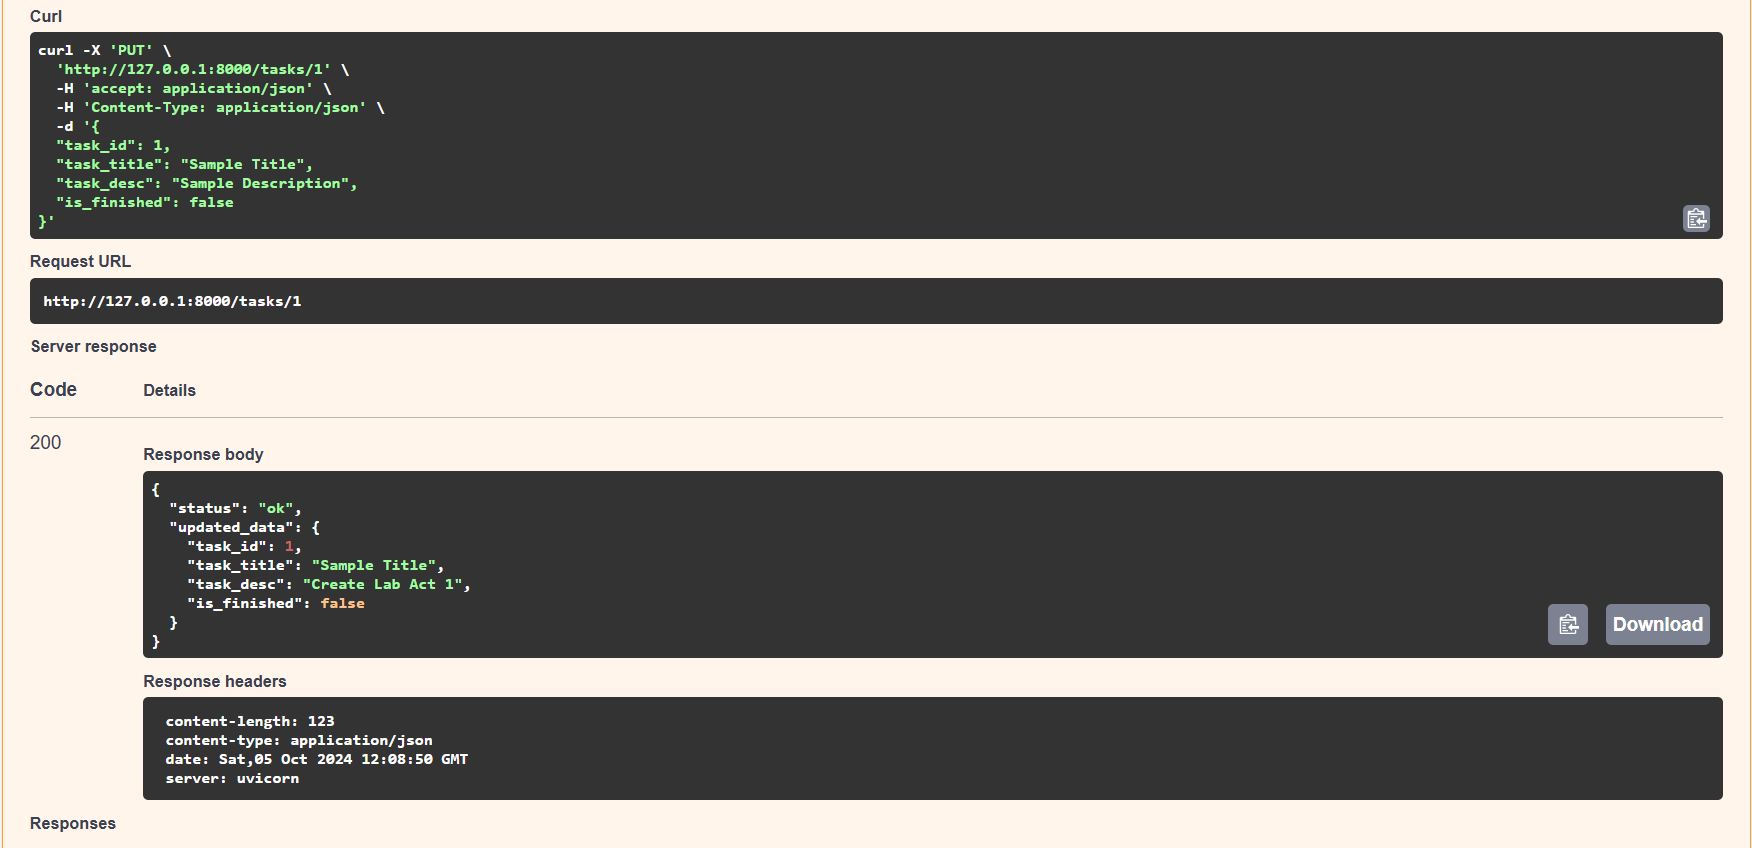 Curl
curl -X 'PUT' \
  'http://127.0.0.1:8000/tasks/1' \
  -H 'accept: application/json' \
  -H 'Content-Type: application/json' \
  -d '{
  "task_id": 1,
  "task_title": "Sample Title",
  "task_desc": "Sample Description",
  "is_finished": false
}'
Request URL
http://127.0.0.1:8000/tasks/1
Server response
Code Details
200
Response body
{
  "status": "ok",
  "updated_data": {
    "task_id": 1,
    "task_title": "Sample Title",
    "task_desc": "Create Lab Act 1",
    "is_finished": false
  }
}
Download
Response headers
content-length: 123
content-type: application/json
date: Sat,05 Oct 2024 12:08:50 GMT
server: uvicorn
Responses